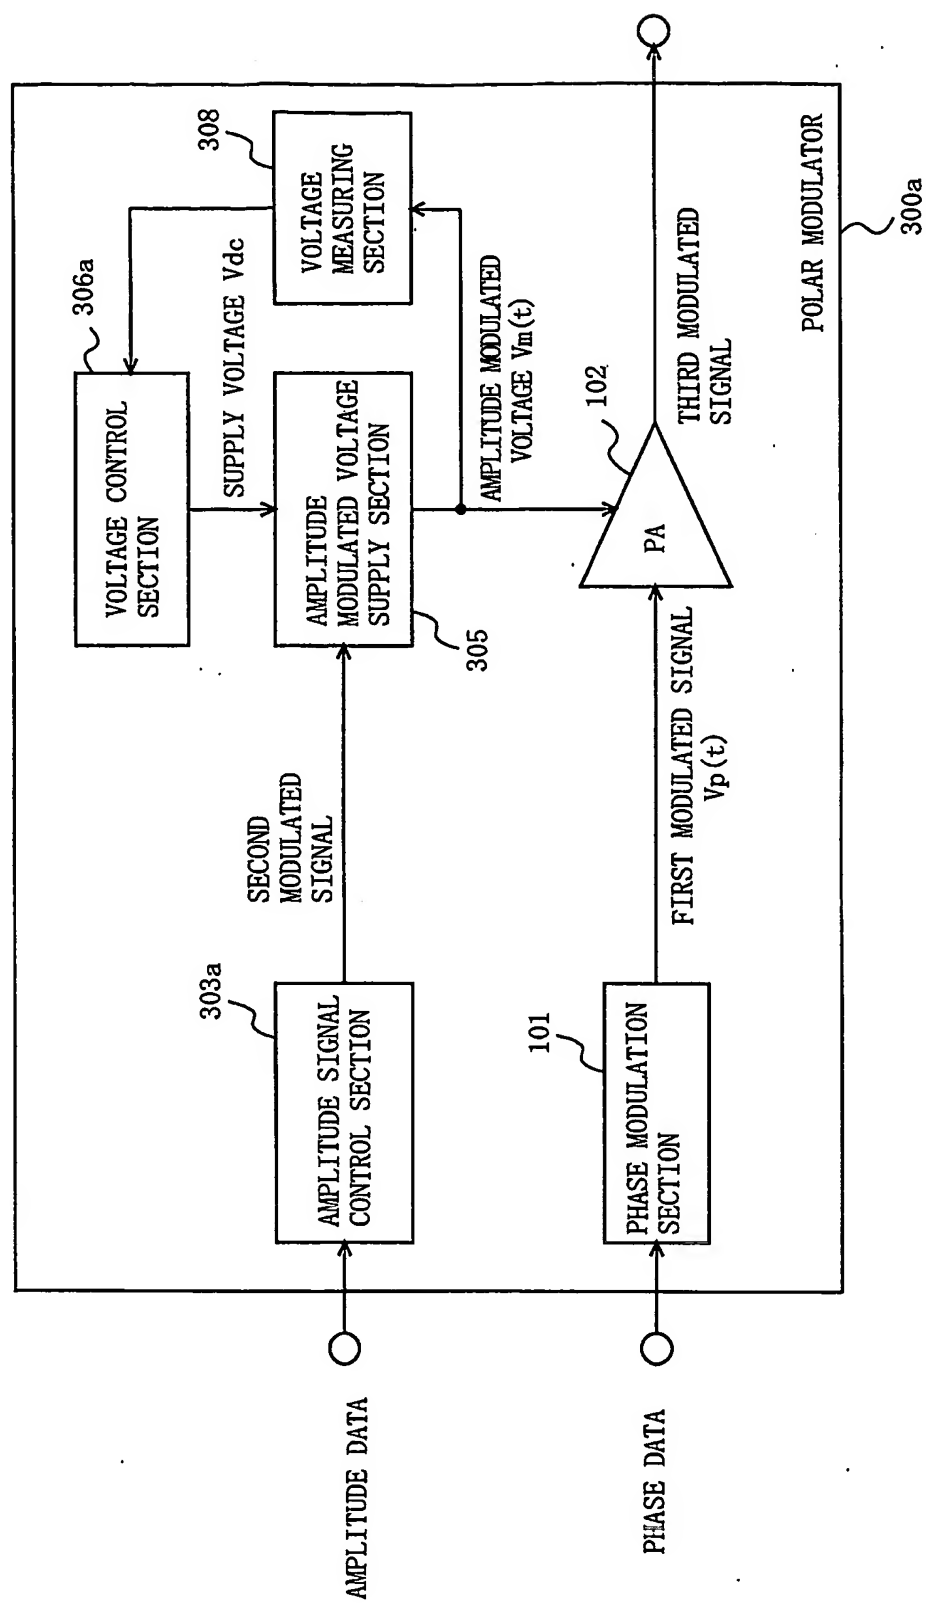 AMPLITUDE DATA
303a
AMPLITUDE SIGNAL
CONTROL SECTION
SECOND
MODULATED
SIGNAL
306a
VOLTAGE CONTROL
SECTION
SUPPLY VOLTAGE Vdc
AMPLITUDE
MODULATED VOLTAGE
SUPPLY SECTION
305
308
VOLTAGE
MEASURING
SECTION
AMPLITUDE MODULATED
VOLTAGE Vm(t)
PHASE DATA
101
PHASE MODULATION
SECTION
FIRST MODULATED SIGNAL
Vp(t)
102
PA
THIRD MODULATED
SIGNAL
POLAR MODULATOR
300a